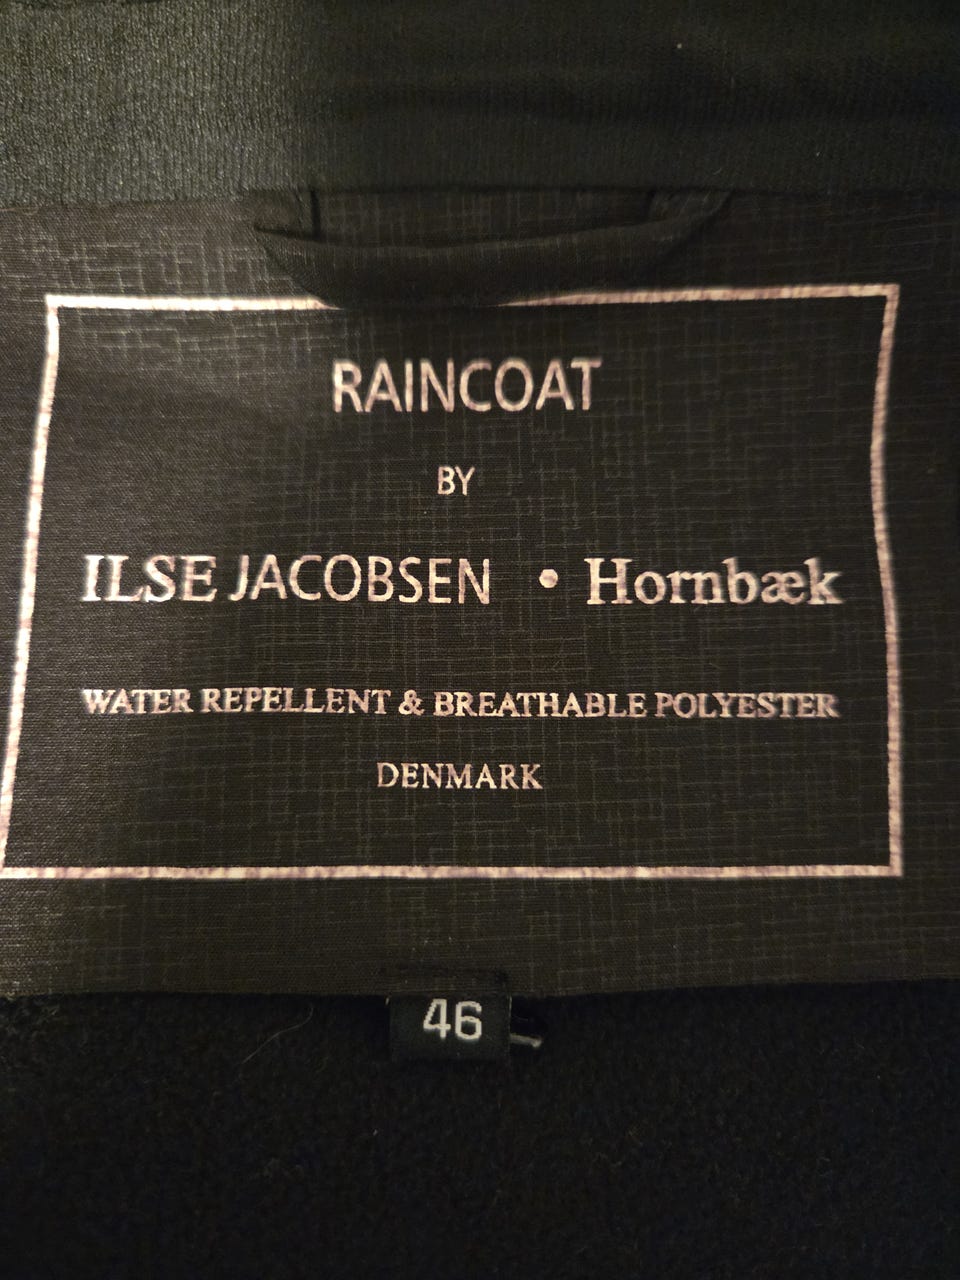 RAINCOAT
BY
ILSE JACOBSEN • Hornbæk
WATER REPELLENT & BREATHABLE POLYESTER
DENMARK
46